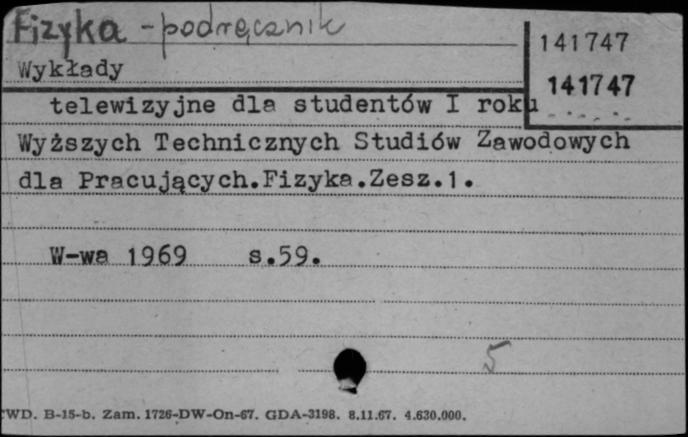 Fizyka - podręcznik
141747
Wykłady
141747
telewizyjne dla studentów I roku
Wyższych Technicznych Studiów Zawodowych
dla Pracujących.Fizyka.Zesz.1.
W-wa 1969 s.59.
5
WD. B-15-b. Zam. 1726-DW-On-67. GDA-3198. 8.11.67. 4.630.000.